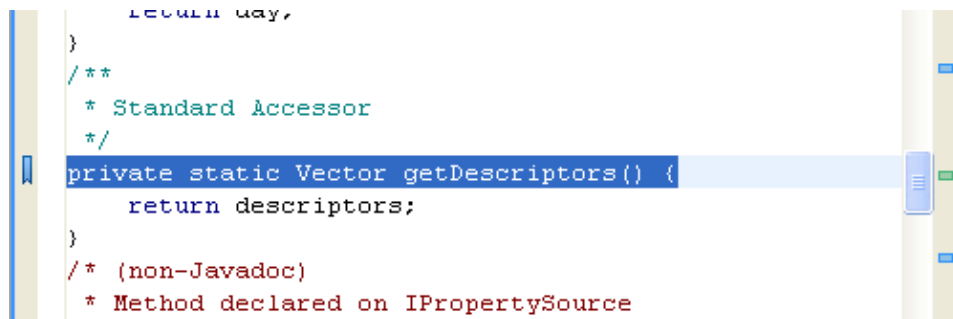 return day;
}
/**
 * Standard Accessor
 */
private static Vector getDescriptors() {
    return descriptors;
}
/* (non-Javadoc)
 * Method declared on IPropertySource